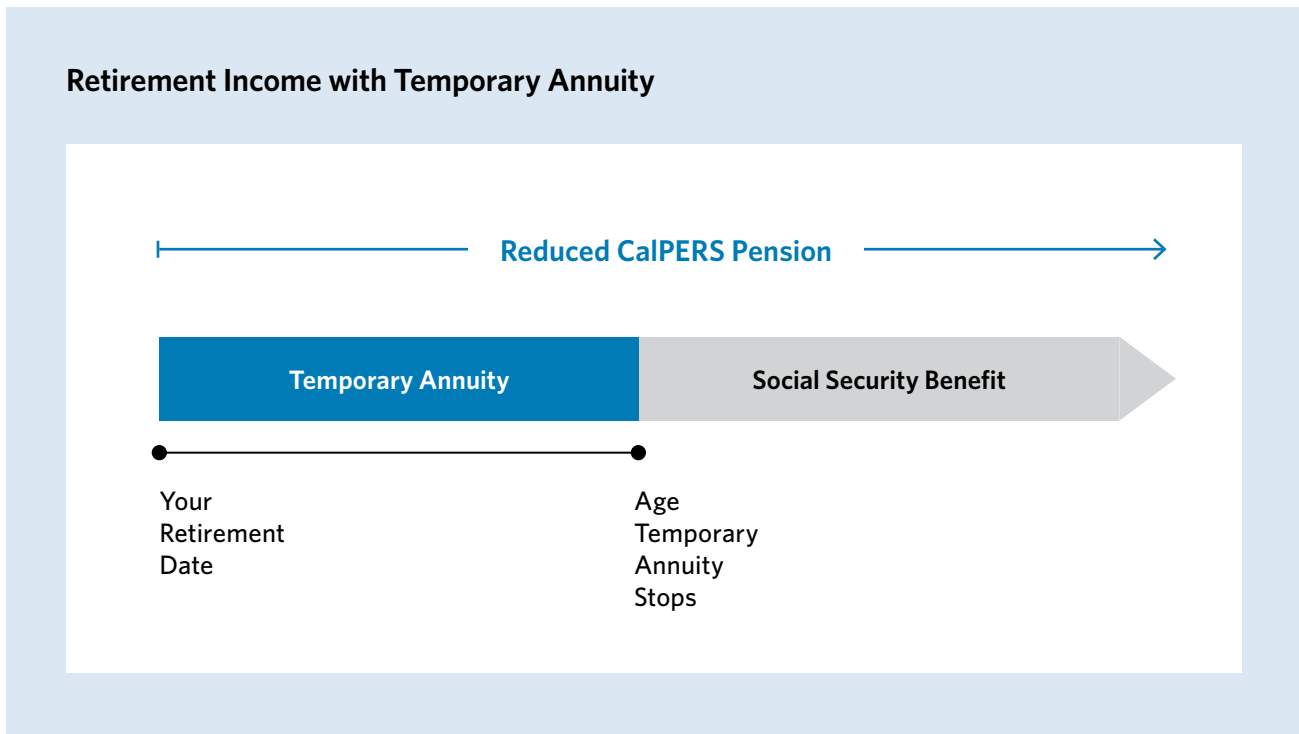 Retirement Income with Temporary Annuity
Reduced CalPERS Pension
Temporary Annuity
Social Security Benefit
Your
Retirement
Date
Age
Temporary
Annuity
Stops